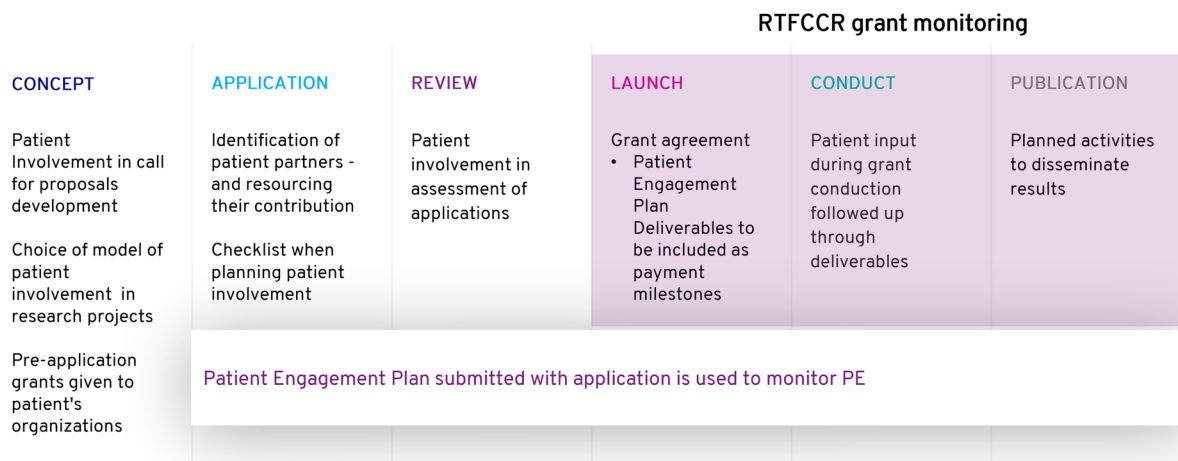 RTFCCR grant monitoring
CONCEPT
Patient
Involvement in call
for proposals
development
Choice of model of
patient
involvement in
research projects
Pre-application
grants given to
patient's
organizations
APPLICATION
Identification of
patient partners -
and resourcing
their contribution
Checklist when
planning patient
involvement
REVIEW
Patient
involvement in
assessment of
applications
LAUNCH
Grant agreement
• Patient
Engagement
Plan
Deliverables to
be included as
payment
milestones
CONDUCT
Patient input
during grant
conduction
followed up
through
deliverables
PUBLICATION
Planned activities
to disseminate
results
Patient Engagement Plan submitted with application is used to monitor PE